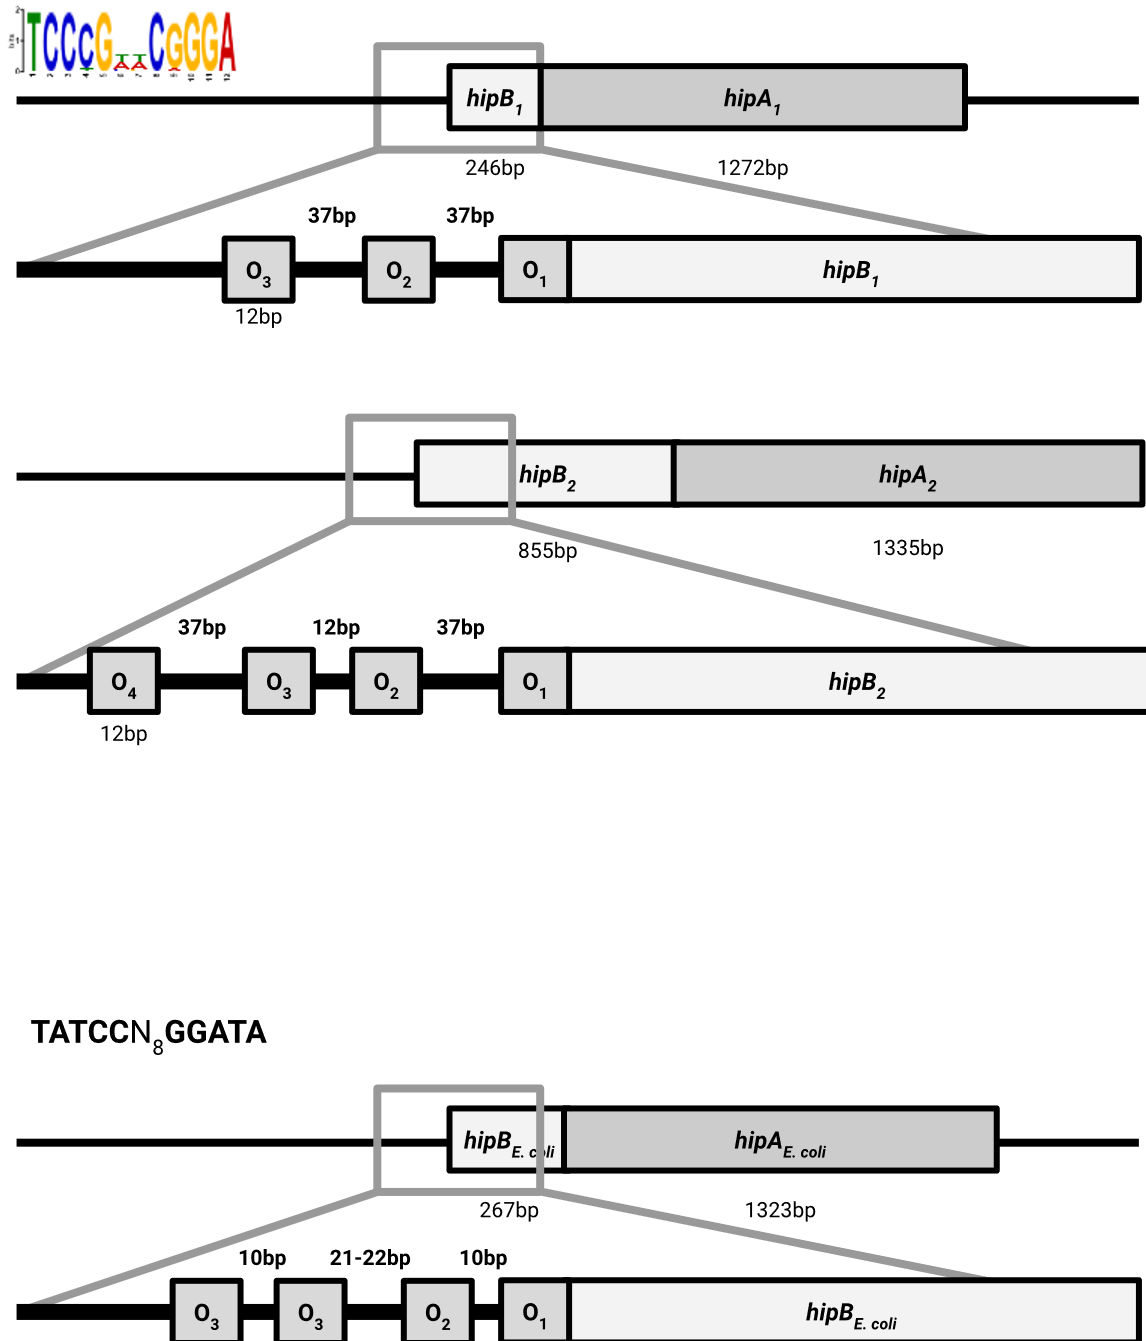 TCCCGAACGGGA
hipB1 hipA1
246bp 1272bp
37bp 37bp
O3 O2 O1 hipB1
12bp
hipB2 hipA2
855bp 1335bp
37bp 12bp 37bp
O4 O3 O2 O1 hipB2
12bp
TATCCN8GGATA
hipBE. coli hipAE. coli
267bp 1323bp
10bp 21-22bp 10bp
O3 O3 O2 O1 hipBE. coli